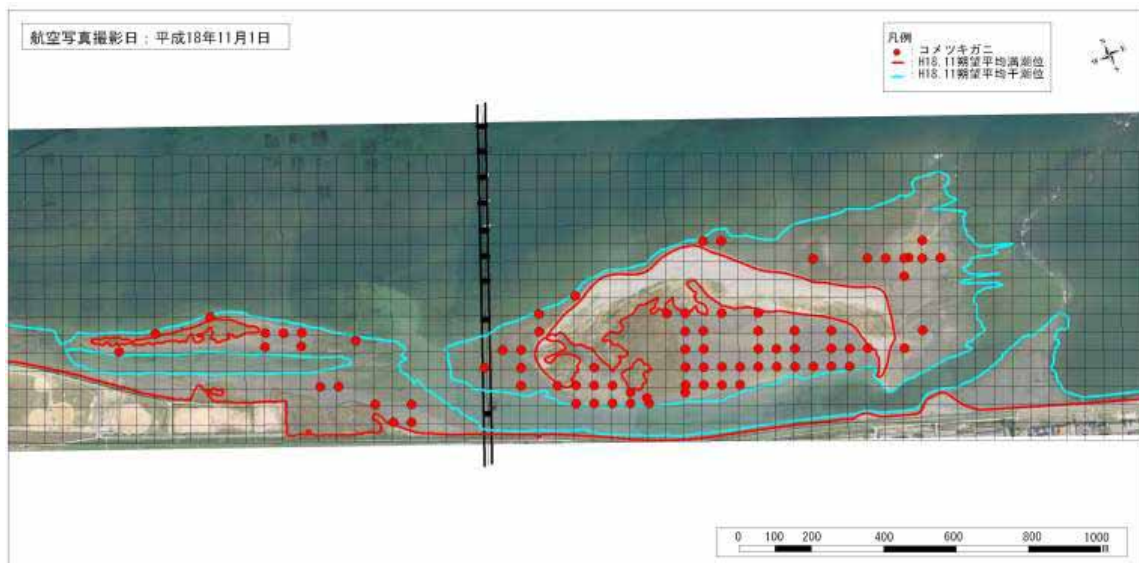 航空写真撮影日：平成18年11月1日
凡例
コメツキガニ
H18.11期望平均満潮位
H18.11期望平均干潮位
0 100 200 400 600 800 1000
m